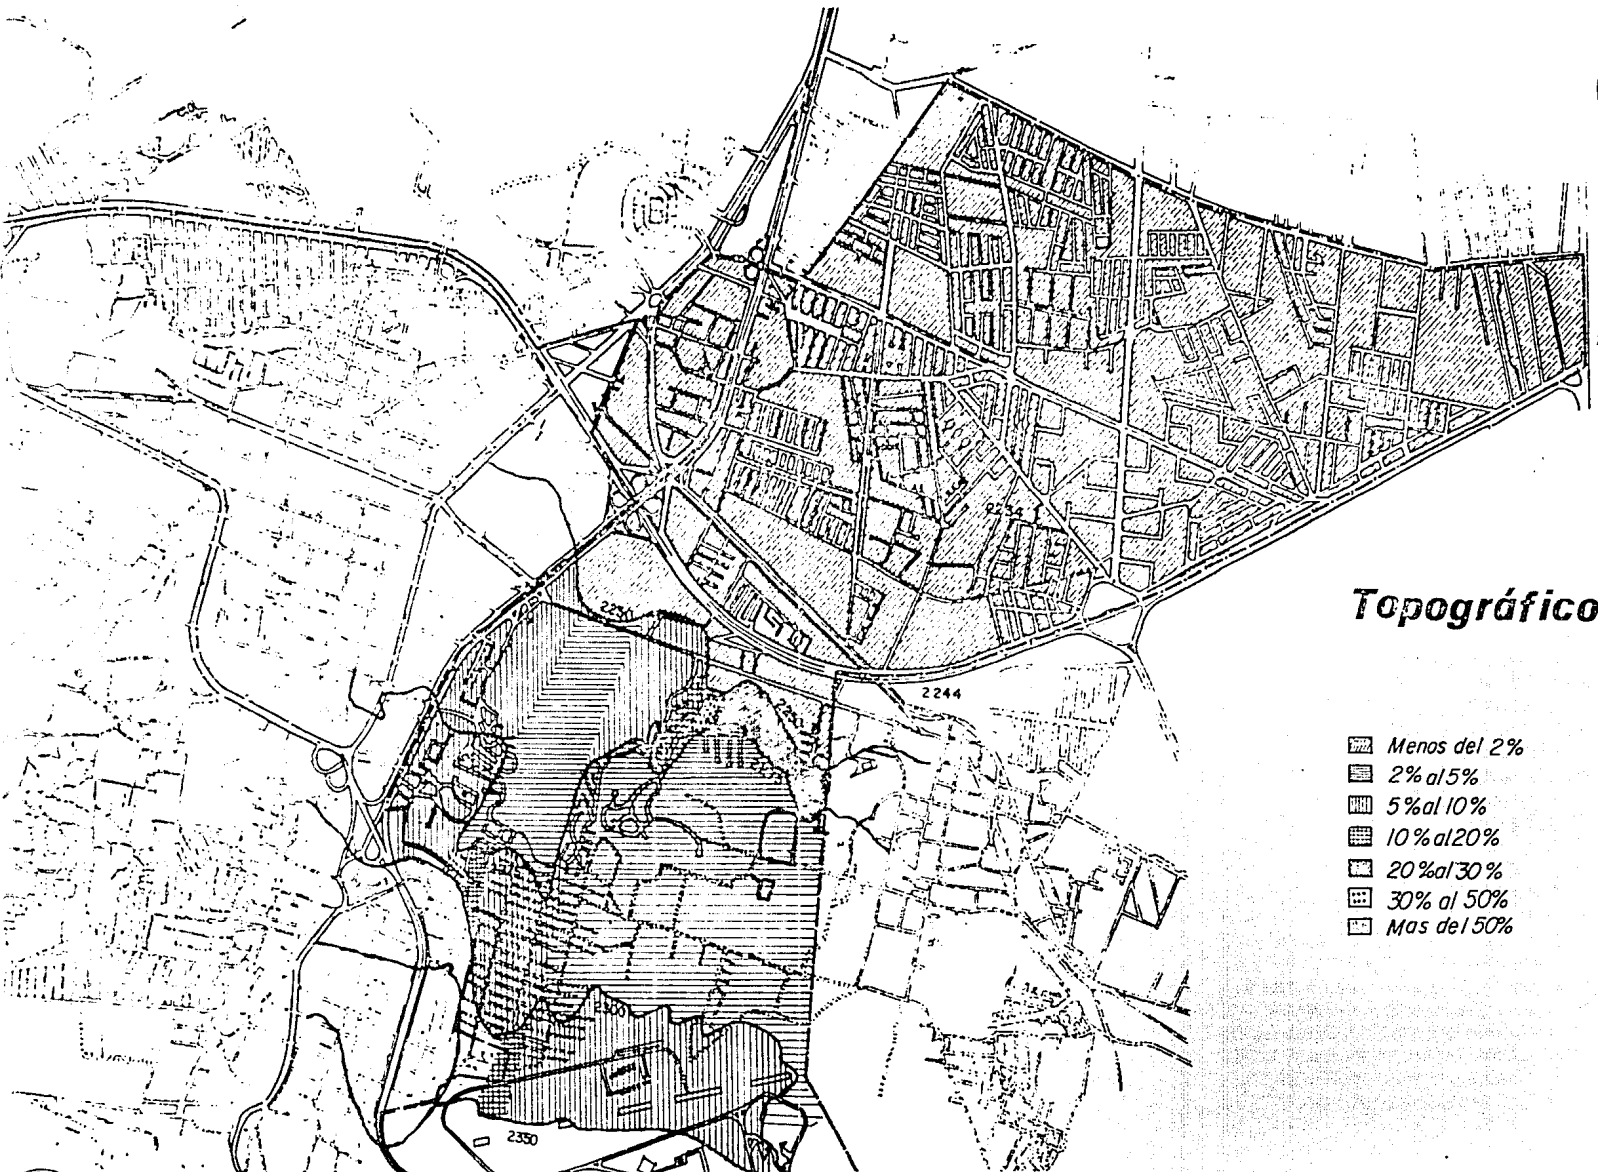 2234
Topográfico
2250
2244
Menos del 2%
2% al 5%
5% al 10%
10% al 20%
20% al 30%
30% al 50%
Mas del 50%
2300
2350